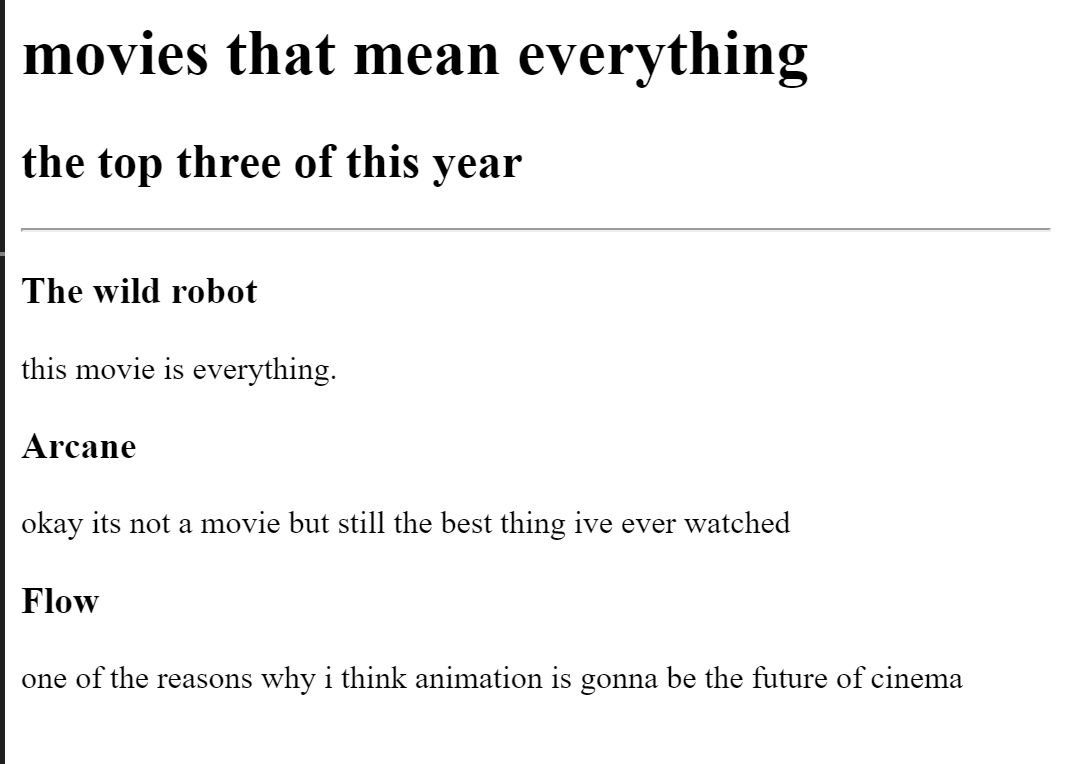 movies that mean everything
the top three of this year
The wild robot
this movie is everything.
Arcane
okay its not a movie but still the best thing ive ever watched
Flow
one of the reasons why i think animation is gonna be the future of cinema